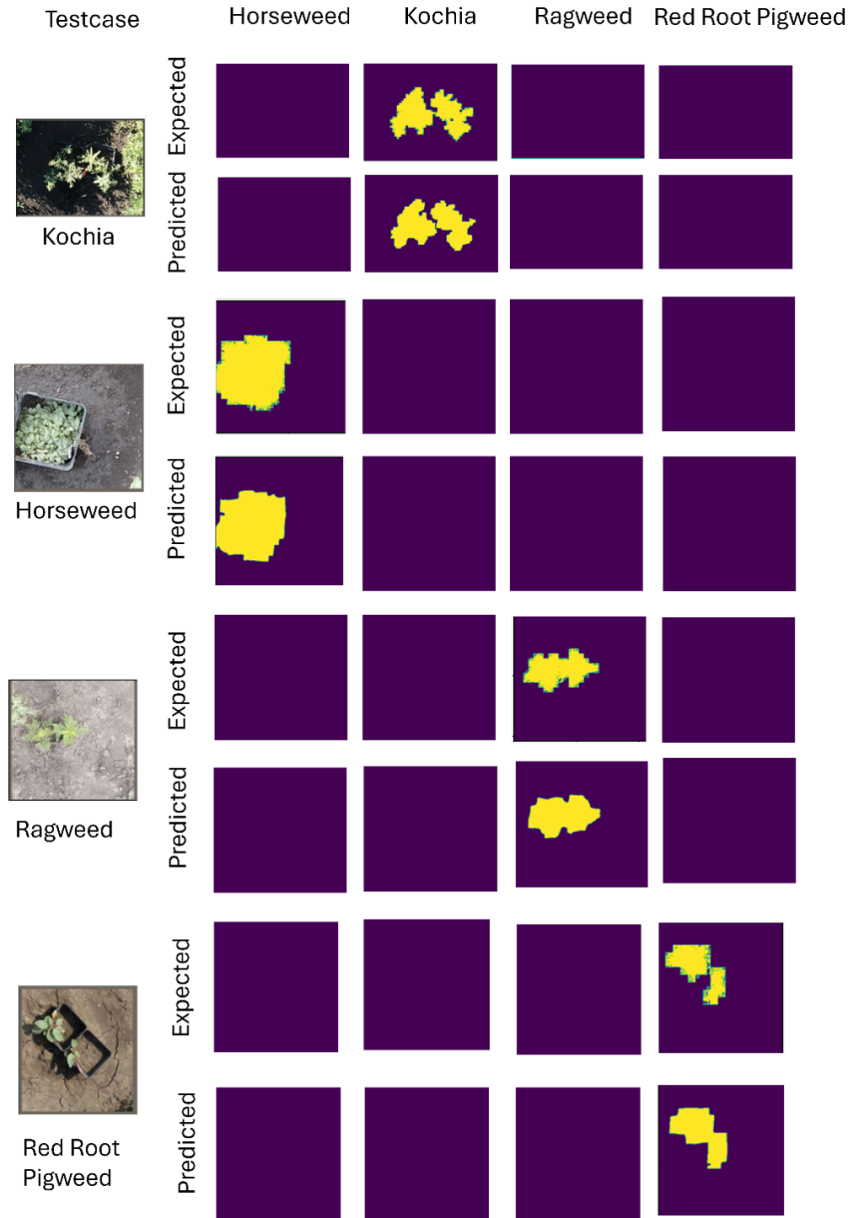 Testcase Horseweed Kochia Ragweed Red Root Pigweed
Expected
Predicted
Kochia
Expected
Predicted
Horseweed
Expected
Predicted
Ragweed
Expected
Predicted
Red Root
Pigweed